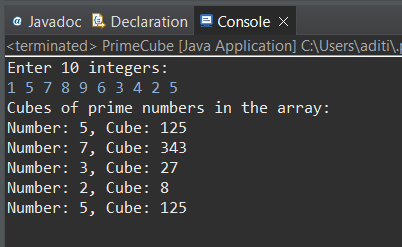 @ Javadoc Declaration Console ×
<terminated> PrimeCube [Java Application] C:\Users\aditi\.
Enter 10 integers:
1 5 7 8 9 6 3 4 2 5
Cubes of prime numbers in the array:
Number: 5, Cube: 125
Number: 7, Cube: 343
Number: 3, Cube: 27
Number: 2, Cube: 8
Number: 5, Cube: 125